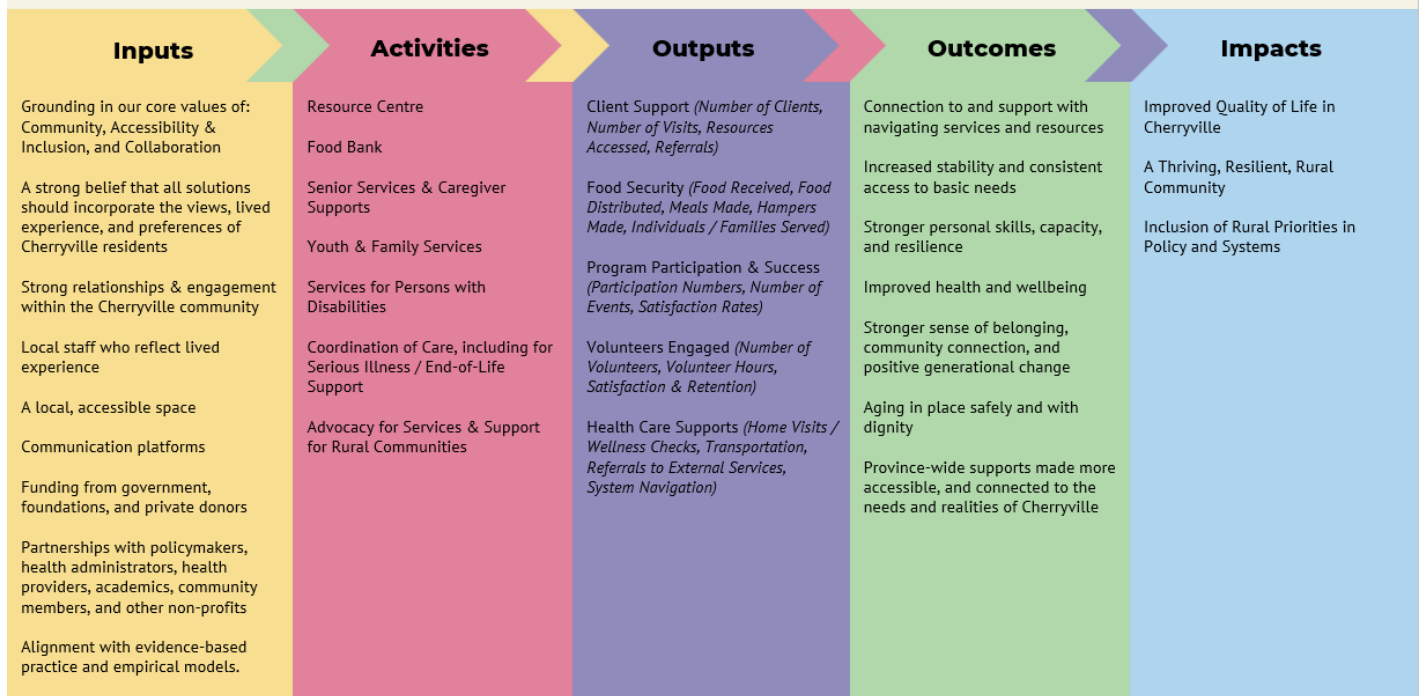 Inputs
Grounding in our core values of:
Community, Accessibility &
Inclusion, and Collaboration
A strong belief that all solutions
should incorporate the views, lived
experience, and preferences of
Cherryville residents
Strong relationships & engagement
within the Cherryville community
Local staff who reflect lived
experience
A local, accessible space
Communication platforms
Funding from government,
foundations, and private donors
Partnerships with policymakers,
health administrators, health
providers, academics, community
members, and other non-profits
Alignment with evidence-based
practice and empirical models.
Activities
Resource Centre
Food Bank
Senior Services & Caregiver
Supports
Youth & Family Services
Services for Persons with
Disabilities
Coordination of Care, including for
Serious Illness / End-of-Life
Support
Advocacy for Services & Support
for Rural Communities
Outputs
Client Support (Number of Clients,
Number of Visits, Resources
Accessed, Referrals)
Food Security (Food Received, Food
Distributed, Meals Made, Hampers
Made, Individuals / Families Served)
Program Participation & Success
(Participation Numbers, Number of
Events, Satisfaction Rates)
Volunteers Engaged (Number of
Volunteers, Volunteer Hours,
Satisfaction & Retention)
Health Care Supports (Home Visits /
Wellness Checks, Transportation,
Referrals to External Services,
System Navigation)
Outcomes
Connection to and support with
navigating services and resources
Increased stability and consistent
access to basic needs
Stronger personal skills, capacity,
and resilience
Improved health and wellbeing
Stronger sense of belonging,
community connection, and
positive generational change
Aging in place safely and with
dignity
Province-wide supports made more
accessible, and connected to the
needs and realities of Cherryville
Impacts
Improved Quality of Life in
Cherryville
A Thriving, Resilient, Rural
Community
Inclusion of Rural Priorities in
Policy and Systems